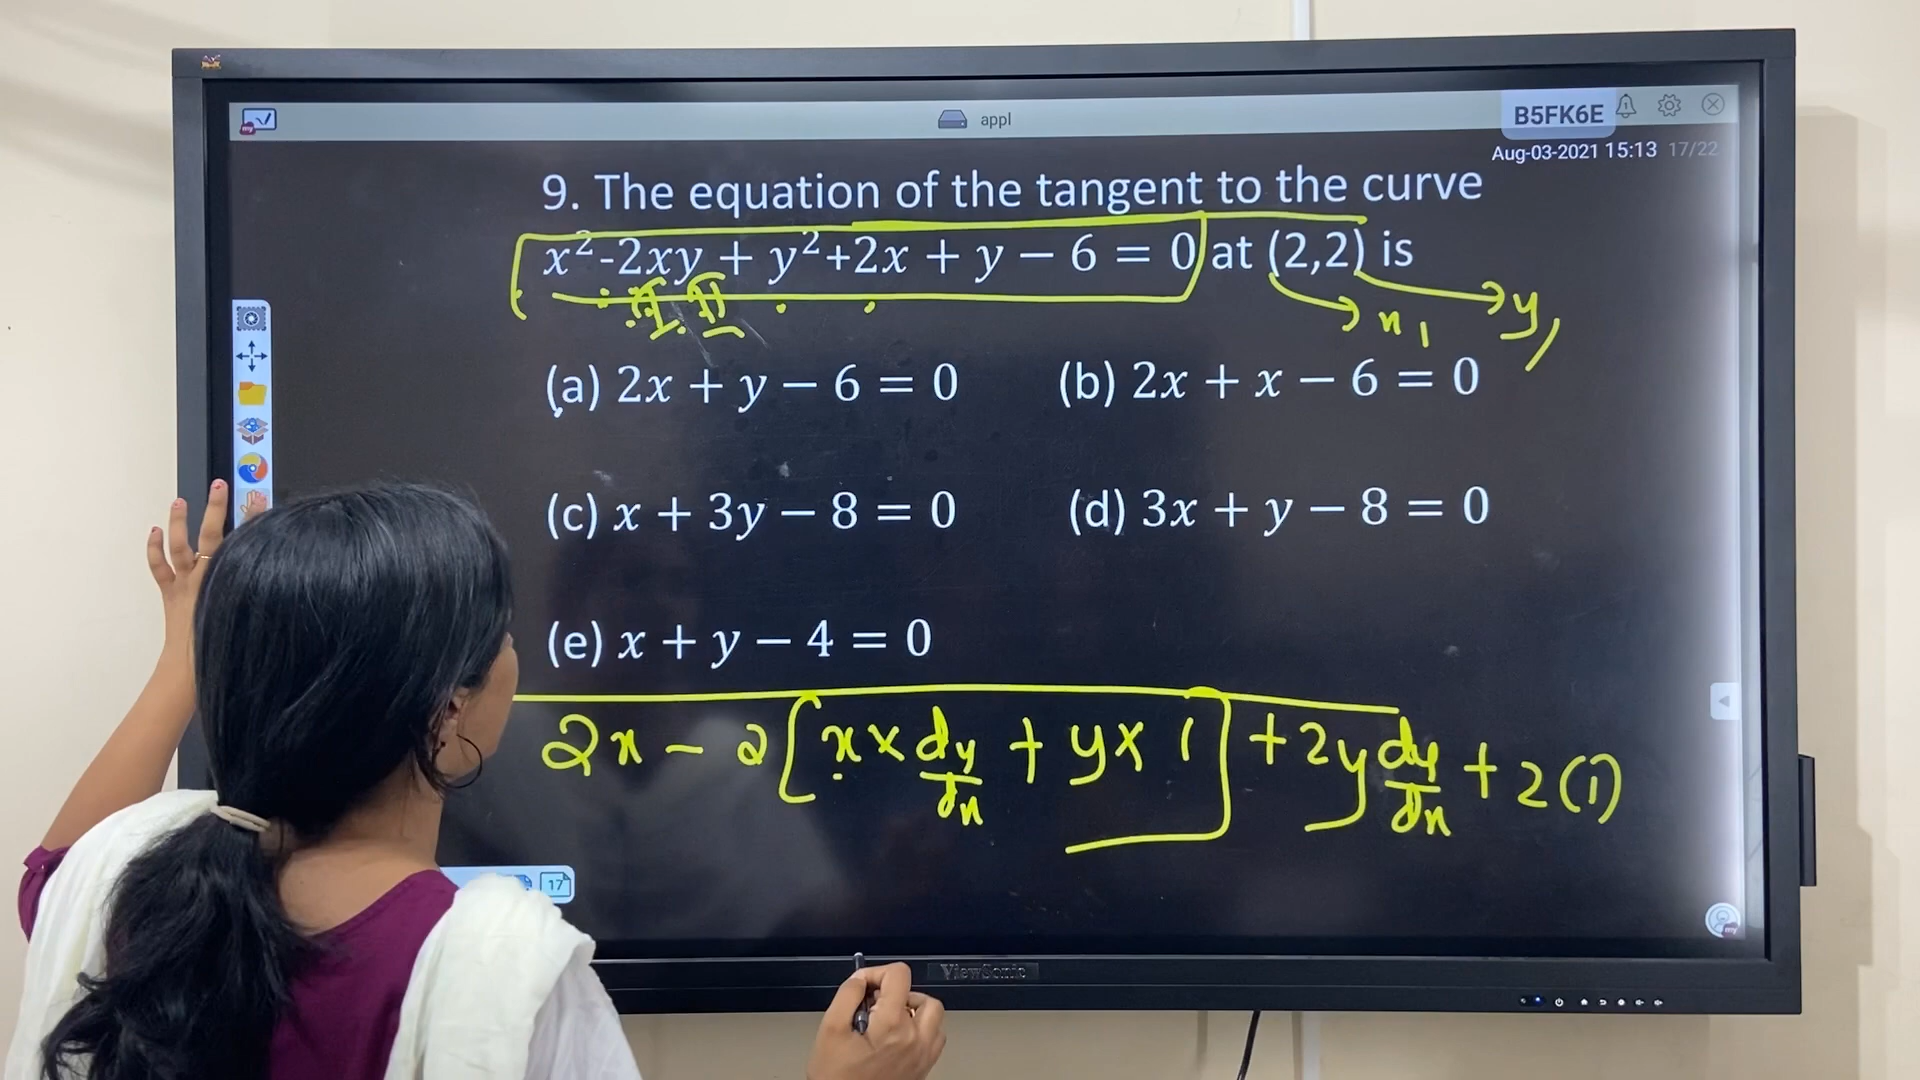 appl
B5FK6E
Aug-03-2021 15:13 17/22
9. The equation of the tangent to the curve
x²-2xy + y²+2x + y − 6 = 0 at (2,2) is
x₁ y₁
(a) 2x + y − 6 = 0 (b) 2x + x − 6 = 0
(c) x + 3y − 8 = 0 (d) 3x + y − 8 = 0
(e) x + y − 4 = 0
2x − 2[x × dy/dx + y × 1] + 2y dy/dx + 2(1)
17
my
ViewSonic